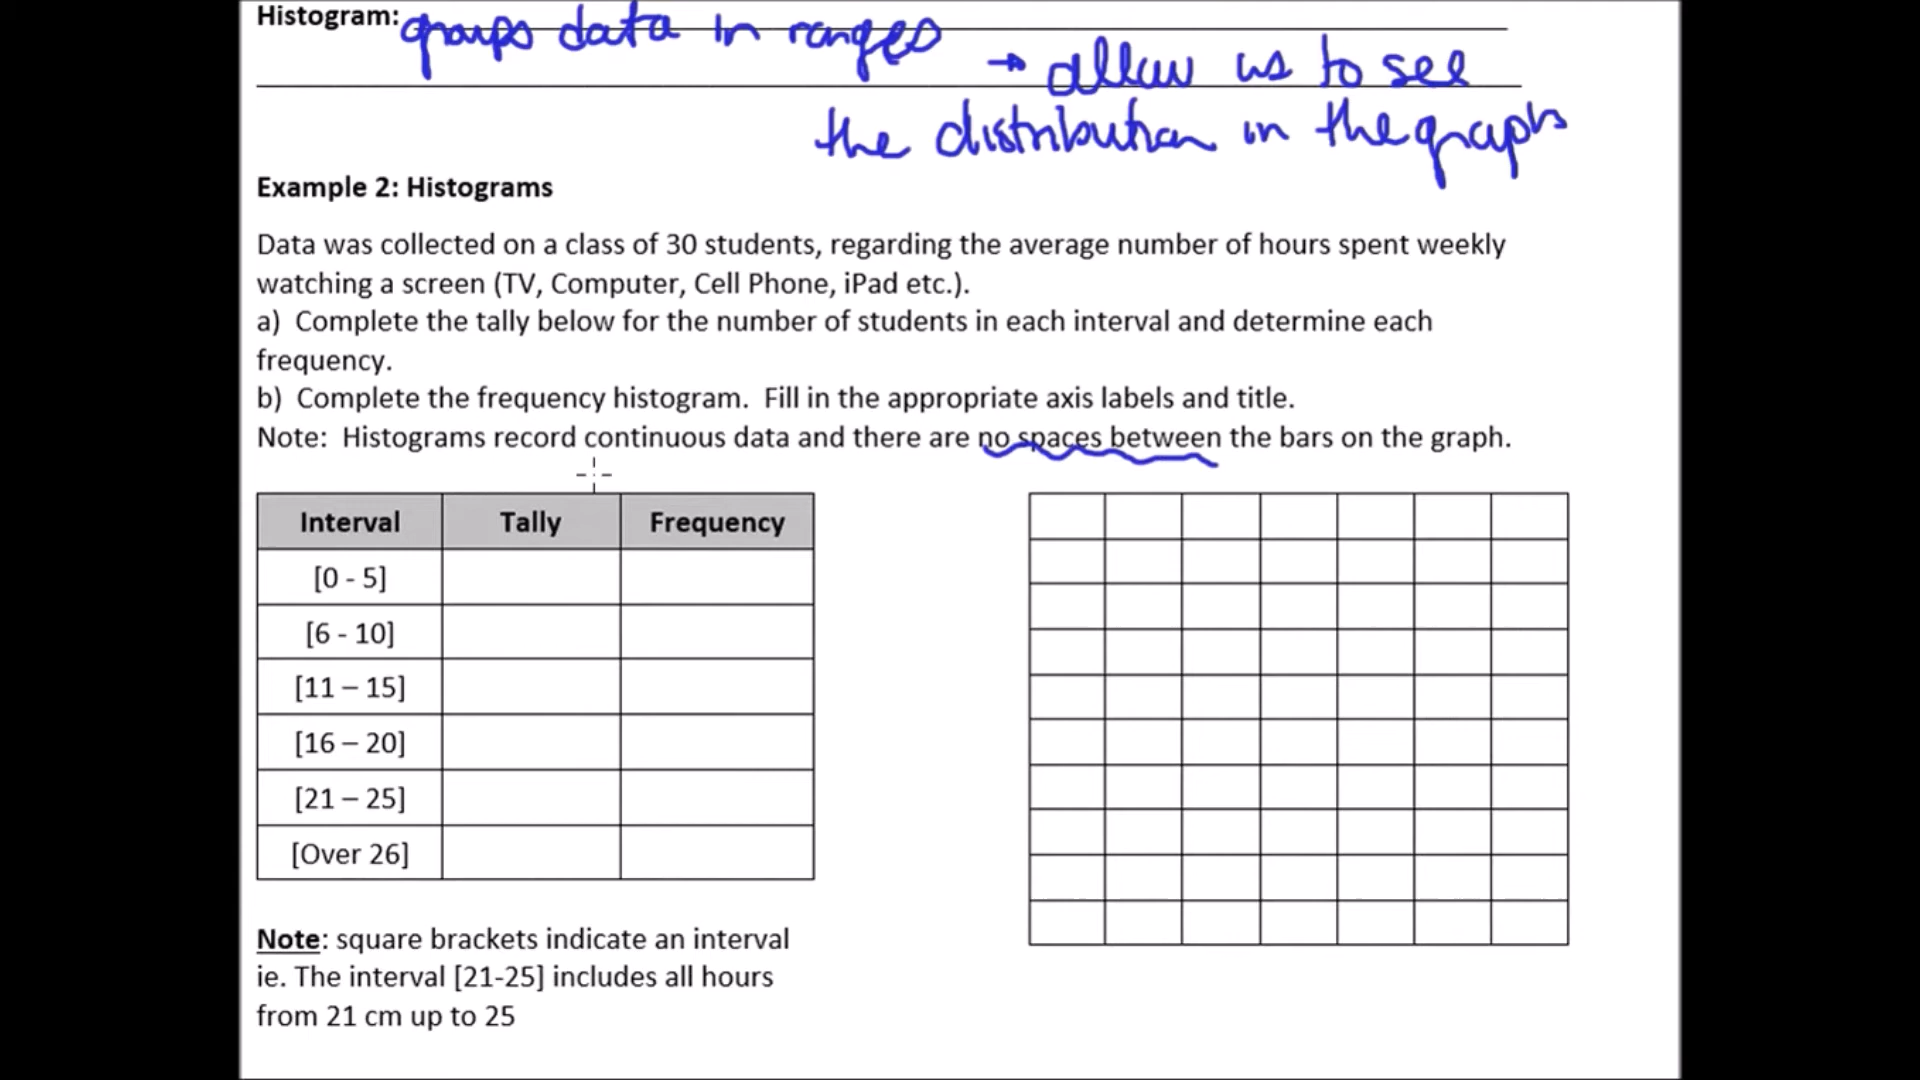 Histogram: groups data in ranges
→ allow us to see
the distribution in the graphs
Example 2: Histograms
Data was collected on a class of 30 students, regarding the average number of hours spent weekly
watching a screen (TV, Computer, Cell Phone, iPad etc.).
a) Complete the tally below for the number of students in each interval and determine each
frequency.
b) Complete the frequency histogram. Fill in the appropriate axis labels and title.
Note: Histograms record continuous data and there are no spaces between the bars on the graph.
Interval Tally Frequency
[0 - 5]
[6 - 10]
[11 – 15]
[16 – 20]
[21 – 25]
[Over 26]
Note: square brackets indicate an interval
ie. The interval [21-25] includes all hours
from 21 cm up to 25